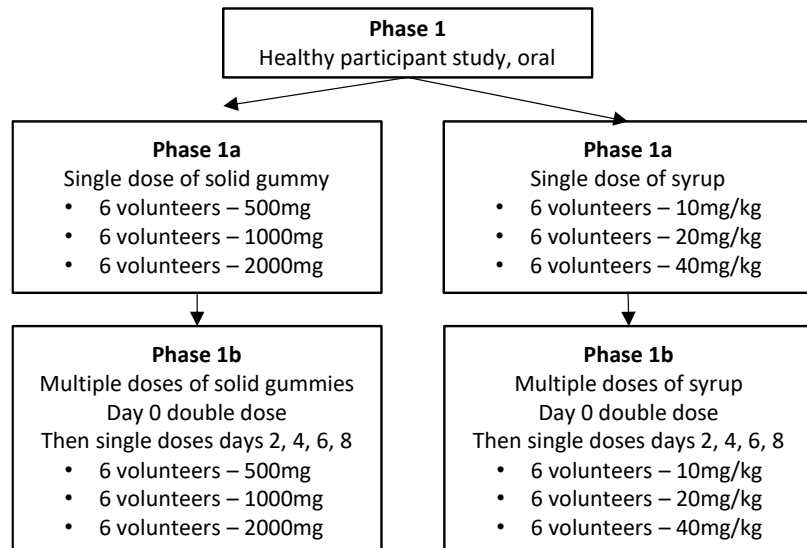 Phase 1
Healthy participant study, oral
Phase 1a
Single dose of solid gummy
• 6 volunteers – 500mg
• 6 volunteers – 1000mg
• 6 volunteers – 2000mg
Phase 1a
Single dose of syrup
• 6 volunteers – 10mg/kg
• 6 volunteers – 20mg/kg
• 6 volunteers – 40mg/kg
Phase 1b
Multiple doses of solid gummies
Day 0 double dose
Then single doses days 2, 4, 6, 8
• 6 volunteers – 500mg
• 6 volunteers – 1000mg
• 6 volunteers – 2000mg
Phase 1b
Multiple doses of syrup
Day 0 double dose
Then single doses days 2, 4, 6, 8
• 6 volunteers – 10mg/kg
• 6 volunteers – 20mg/kg
• 6 volunteers – 40mg/kg